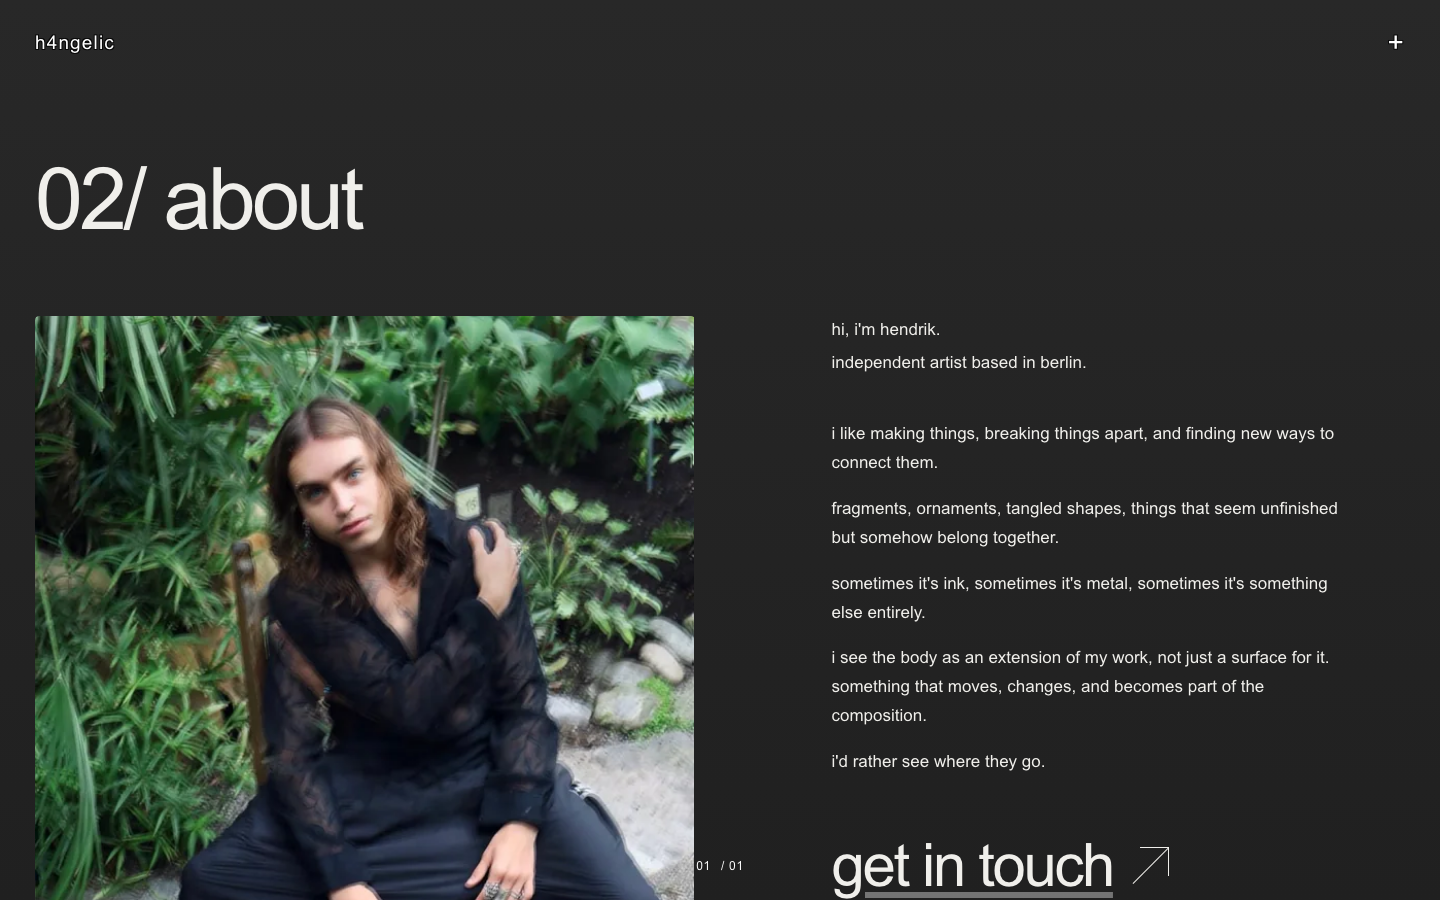 h4ngelic
+
02/ about
hi, i'm hendrik.
independent artist based in berlin.
i like making things, breaking things apart, and finding new ways to
connect them.
fragments, ornaments, tangled shapes, things that seem unfinished
but somehow belong together.
sometimes it's ink, sometimes it's metal, sometimes it's something
else entirely.
i see the body as an extension of my work, not just a surface for it.
something that moves, changes, and becomes part of the
composition.
i'd rather see where they go.
01 / 01
get in touch